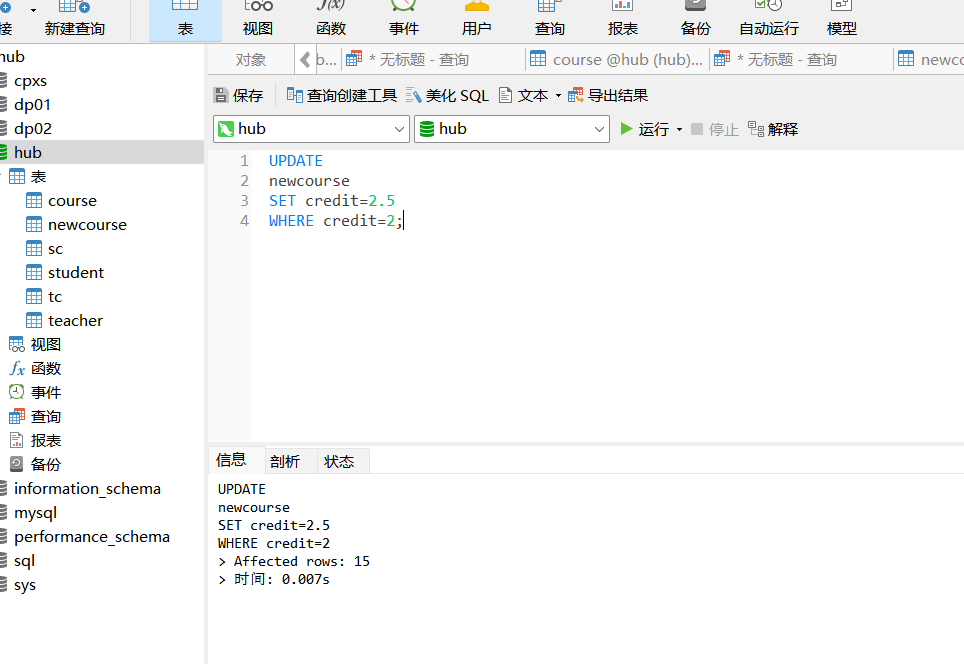 接 新建查询 表 视图 函数 事件 用户 查询 报表 备份 自动运行 模型
hub
cpxs
dp01
dp02
hub
表
course
newcourse
sc
student
tc
teacher
视图
函数
事件
查询
报表
备份
information_schema
mysql
performance_schema
sql
sys
对象 b... * 无标题 - 查询 course @hub (hub)... * 无标题 - 查询 newco
保存 查询创建工具 美化 SQL 文本 导出结果
hub hub 运行 停止 解释
1 UPDATE
2 newcourse
3 SET credit=2.5
4 WHERE credit=2;
信息 剖析 状态
UPDATE
newcourse
SET credit=2.5
WHERE credit=2
> Affected rows: 15
> 时间: 0.007s